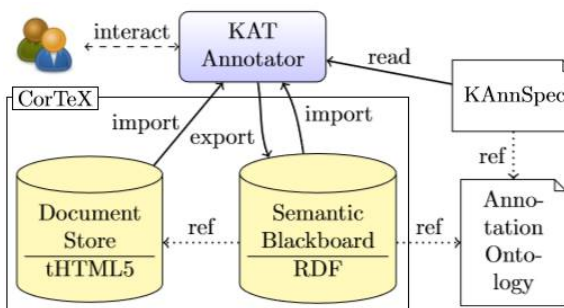 interact
KAT
Annotator
read
KAnnSpec
CorTeX
import
export
import
ref
Document
Store
tHTML5
ref
Semantic
Blackboard
RDF
ref
Anno-
tation
Onto-
logy